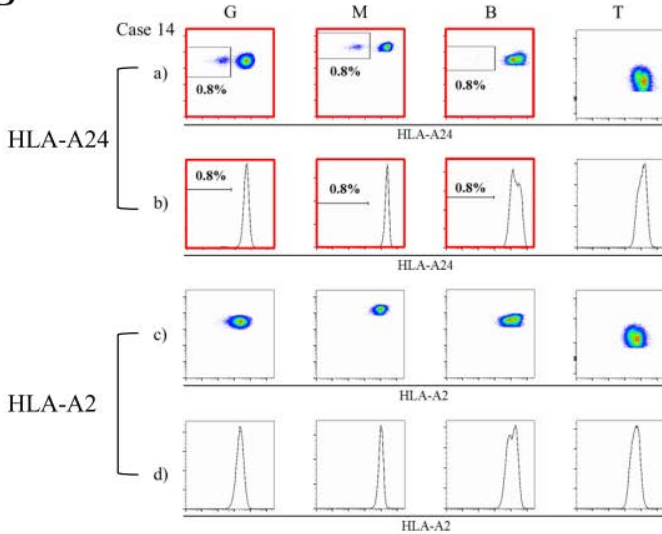 G M B T
Case 14
a)
0.8% 0.8% 0.8%
HLA-A24
HLA-A24
0.8% 0.8% 0.8%
b)
HLA-A24
c)
HLA-A2
HLA-A2
d)
HLA-A2